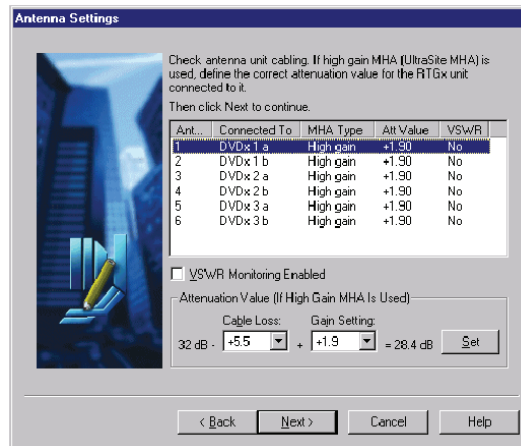 Antenna Settings
Check antenna unit cabling. If high gain MHA (UltraSite MHA) is
used, define the correct attenuation value for the RTGx unit
connected to it.
Then click Next to continue.
Ant... Connected To MHA Type Att Value VSWR
1 DVDx 1 a High gain +1.90 No
2 DVDx 1 b High gain +1.90 No
3 DVDx 2 a High gain +1.90 No
4 DVDx 2 b High gain +1.90 No
5 DVDx 3 a High gain +1.90 No
6 DVDx 3 b High gain +1.90 No
VSWR Monitoring Enabled
Attenuation Value (If High Gain MHA Is Used)
Cable Loss: Gain Setting:
32 dB - +5.5 + +1.9 = 28.4 dB Set
< Back Next > Cancel Help